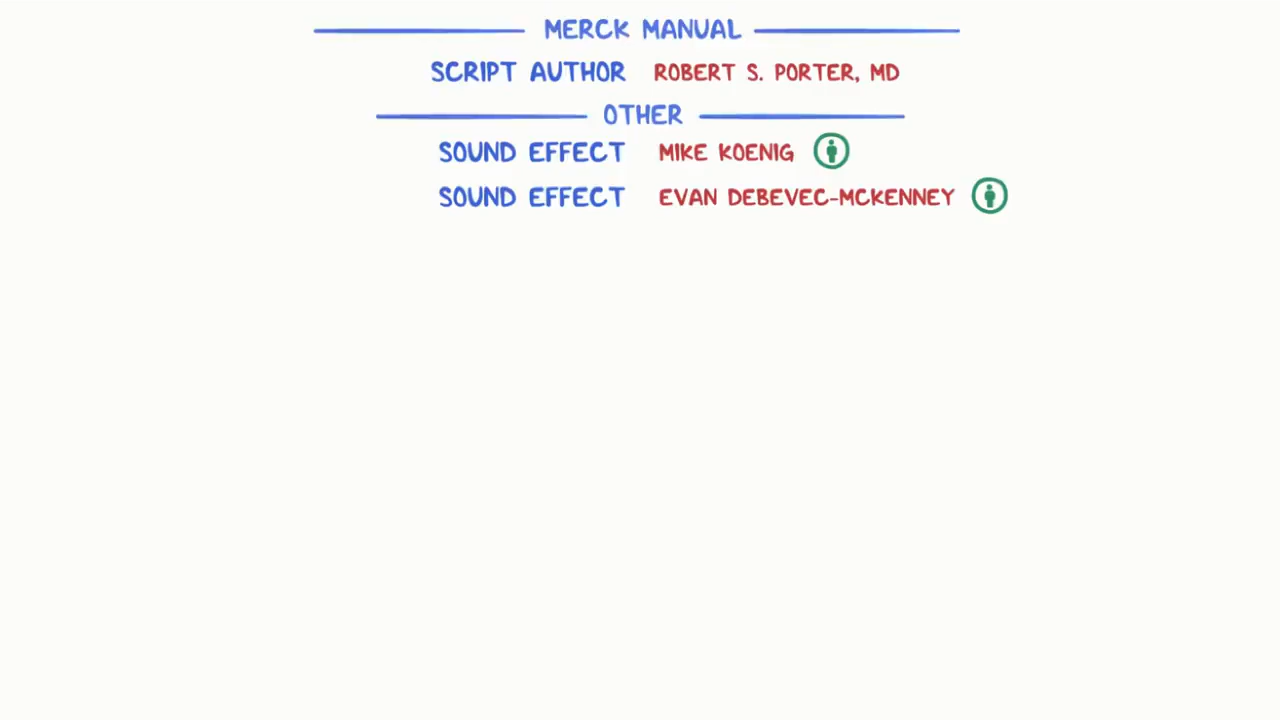 MERCK MANUAL
SCRIPT AUTHOR ROBERT S. PORTER, MD
OTHER
SOUND EFFECT MIKE KOENIG
SOUND EFFECT EVAN DEBEVEC-MCKENNEY